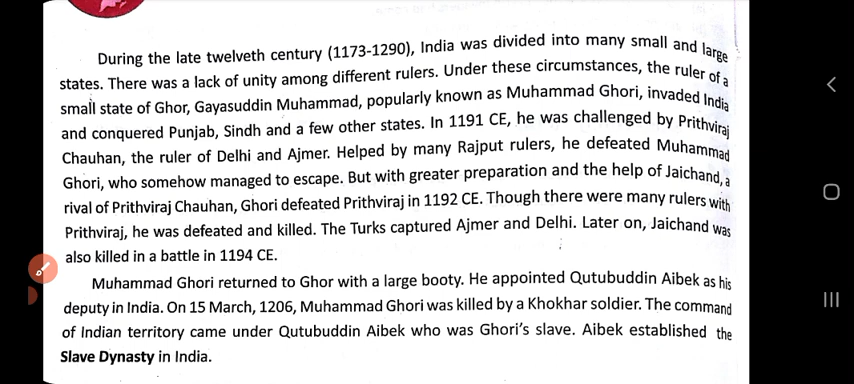 During the late twelveth century (1173-1290), India was divided into many small and large
states. There was a lack of unity among different rulers. Under these circumstances, the ruler of a
small state of Ghor, Gayasuddin Muhammad, popularly known as Muhammad Ghori, invaded India
and conquered Punjab, Sindh and a few other states. In 1191 CE, he was challenged by Prithviraj
Chauhan, the ruler of Delhi and Ajmer. Helped by many Rajput rulers, he defeated Muhammad
Ghori, who somehow managed to escape. But with greater preparation and the help of Jaichand, a
rival of Prithviraj Chauhan, Ghori defeated Prithviraj in 1192 CE. Though there were many rulers with
Prithviraj, he was defeated and killed. The Turks captured Ajmer and Delhi. Later on, Jaichand was
also killed in a battle in 1194 CE.
Muhammad Ghori returned to Ghor with a large booty. He appointed Qutubuddin Aibek as his
deputy in India. On 15 March, 1206, Muhammad Ghori was killed by a Khokhar soldier. The command
of Indian territory came under Qutubuddin Aibek who was Ghori's slave. Aibek established the
Slave Dynasty in India.